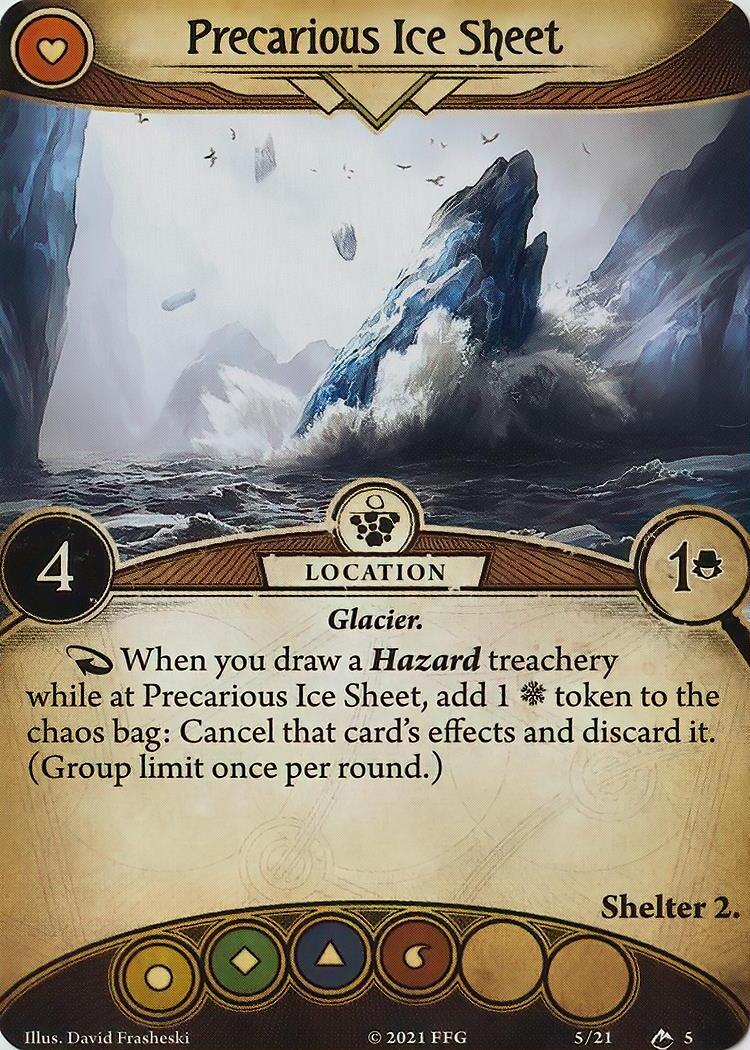 Precarious Ice Sheet
4
LOCATION
1
Glacier.
When you draw a Hazard treachery
while at Precarious Ice Sheet, add 1 token to the
chaos bag: Cancel that card's effects and discard it.
(Group limit once per round.)
Shelter 2.
Illus. David Frasheski
© 2021 FFG
5/21
5